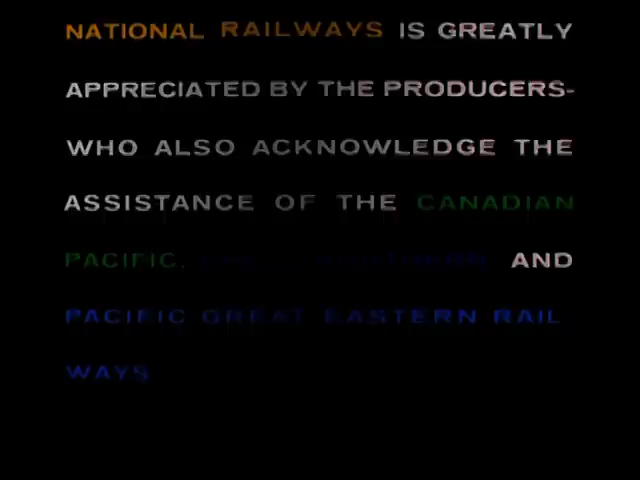 NATIONAL RAILWAYS IS GREATLY
APPRECIATED BY THE PRODUCERS-
WHO ALSO ACKNOWLEDGE THE
ASSISTANCE OF THE CANADIAN
PACIFIC, NORTHERN AND
PACIFIC GREAT EASTERN RAIL
WAYS